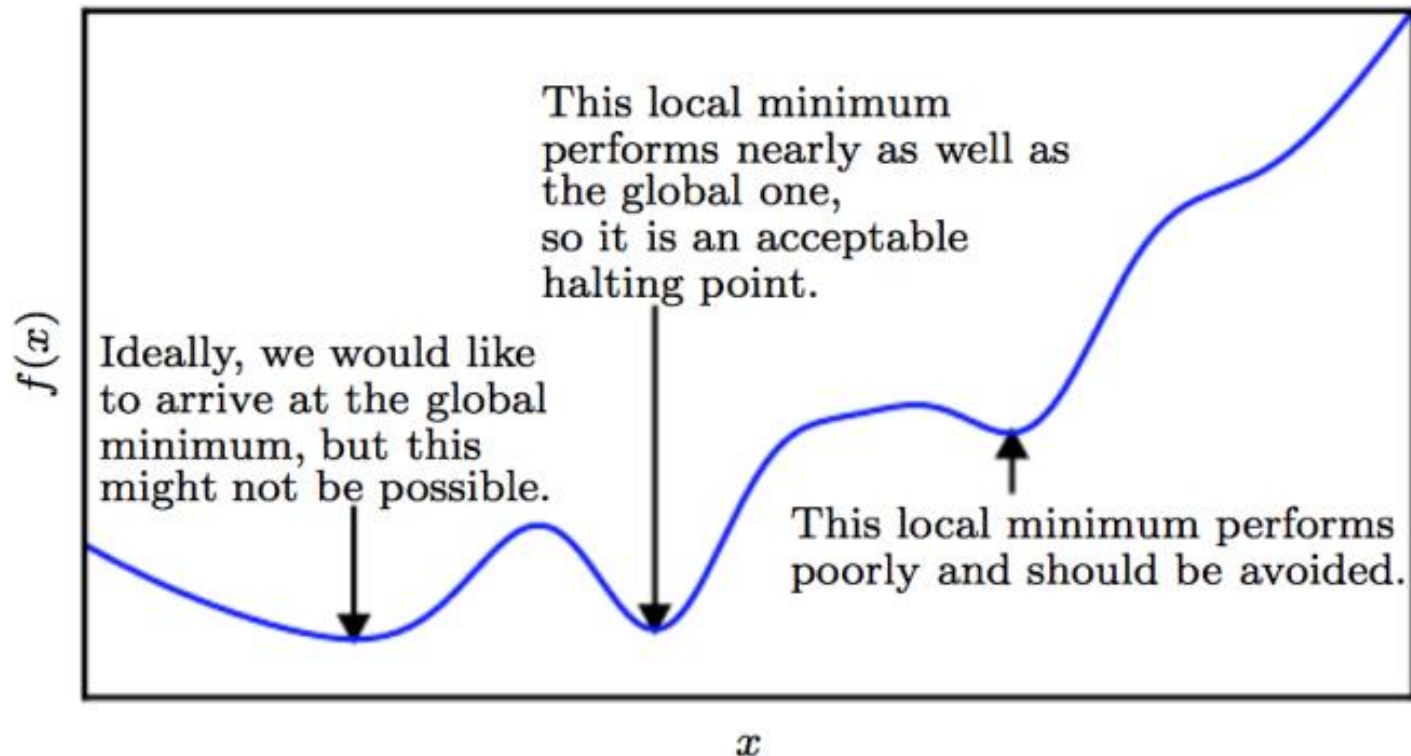 This local minimum
performs nearly as well as
the global one,
so it is an acceptable
halting point.
Ideally, we would like
to arrive at the global
minimum, but this
might not be possible.
This local minimum performs
poorly and should be avoided.
f(x)
x